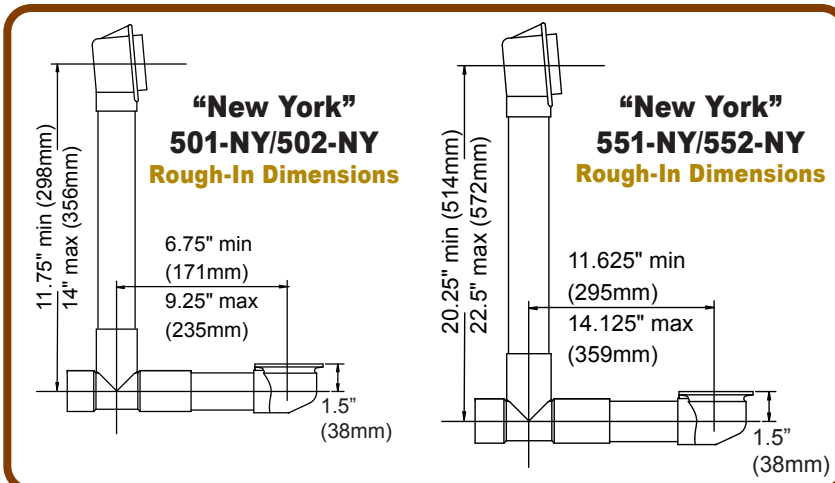 “New York”
501-NY/502-NY
Rough-In Dimensions
11.75" min (298mm)
14" max (356mm)
6.75" min
(171mm)
9.25" max
(235mm)
1.5”
(38mm)
“New York”
551-NY/552-NY
Rough-In Dimensions
20.25" min (514mm)
22.5" max (572mm)
11.625" min
(295mm)
14.125" max
(359mm)
1.5”
(38mm)